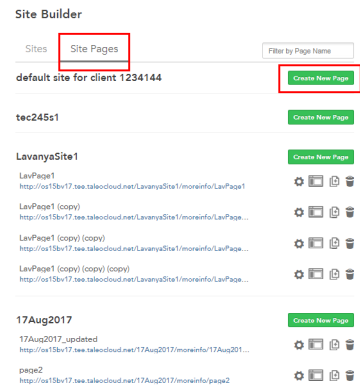 Site Builder
Sites
Site Pages
Filter by Page Name
default site for client 1234144
Create New Page
tec245s1
Create New Page
LavanyaSite1
Create New Page
LavPage1
http://os15bv17.tee.taleocloud.net/LavanyaSite1/moreinfo/LavPage1
LavPage1 (copy)
http://os15bv17.tee.taleocloud.net/LavanyaSite1/moreinfo/LavPage...
LavPage1 (copy) (copy)
http://os15bv17.tee.taleocloud.net/LavanyaSite1/moreinfo/LavPage...
LavPage1 (copy) (copy) (copy)
http://os15bv17.tee.taleocloud.net/LavanyaSite1/moreinfo/LavPage...
17Aug2017
Create New Page
17Aug2017_updated
http://os15bv17.tee.taleocloud.net/17Aug2017/moreinfo/17Aug201...
page2
http://os15bv17.tee.taleocloud.net/17Aug2017/moreinfo/page2